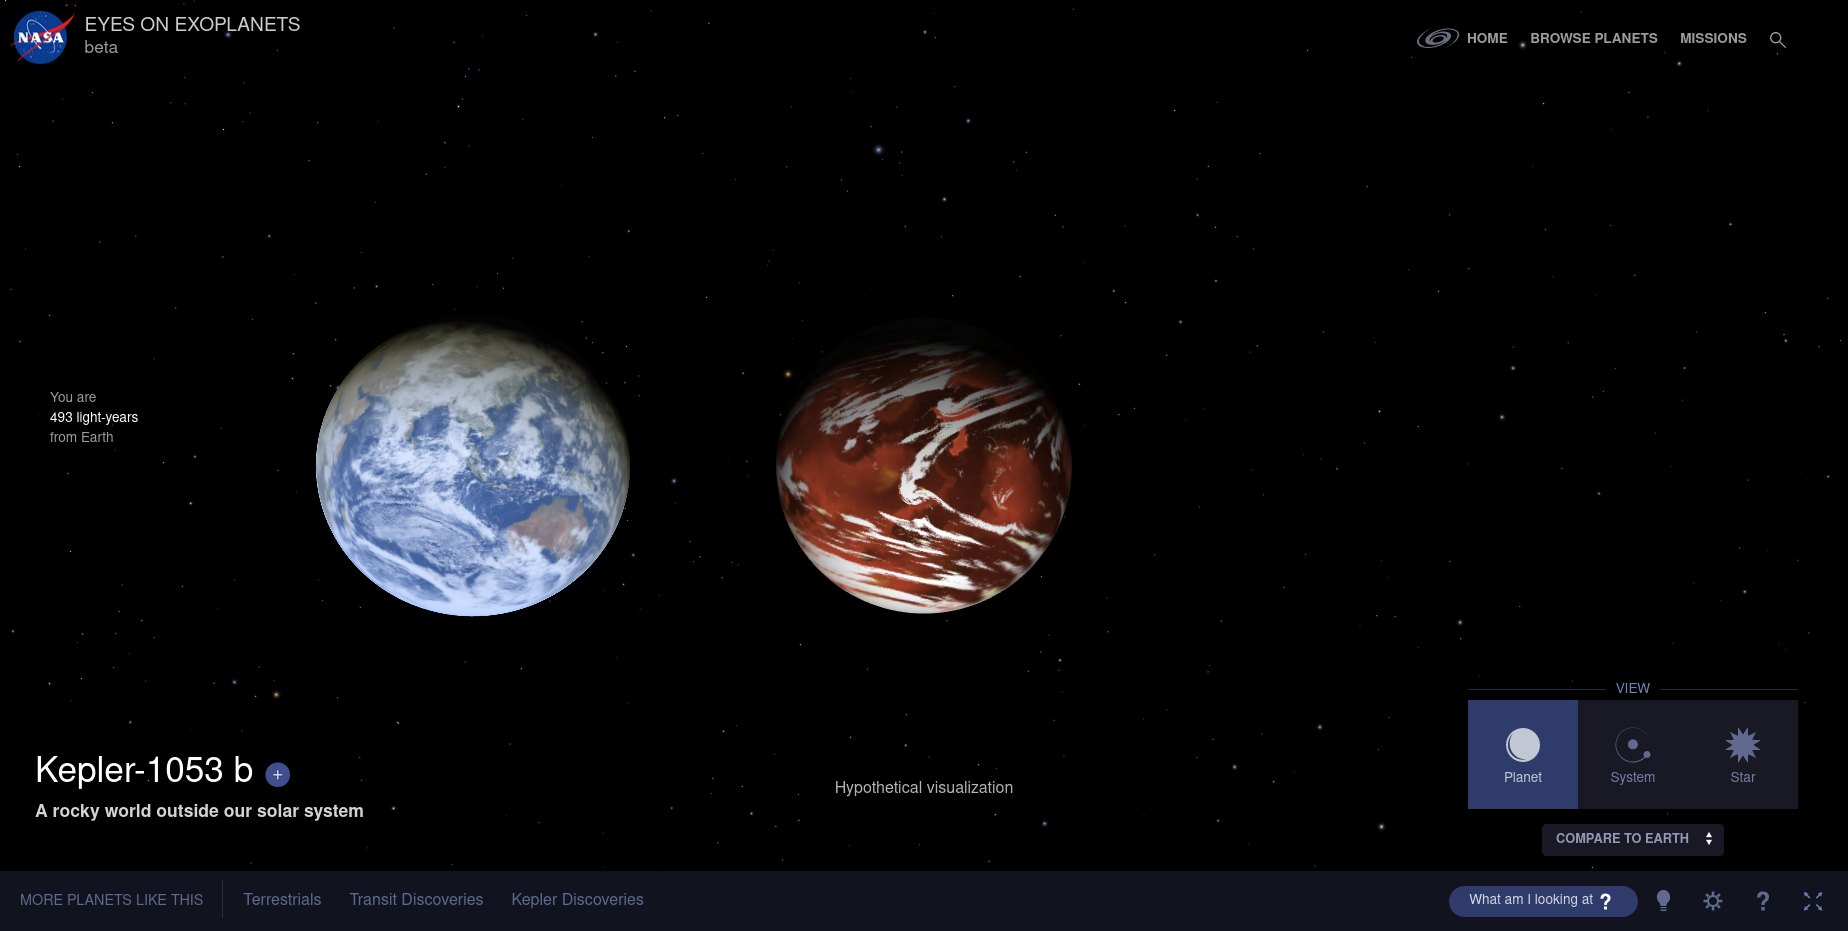 NASA
EYES ON EXOPLANETS
beta
HOME
BROWSE PLANETS
MISSIONS
You are
493 light-years
from Earth
Kepler-1053 b +
A rocky world outside our solar system
Hypothetical visualization
VIEW
Planet
System
Star
COMPARE TO EARTH
MORE PLANETS LIKE THIS
Terrestrials
Transit Discoveries
Kepler Discoveries
What am I looking at ?
?